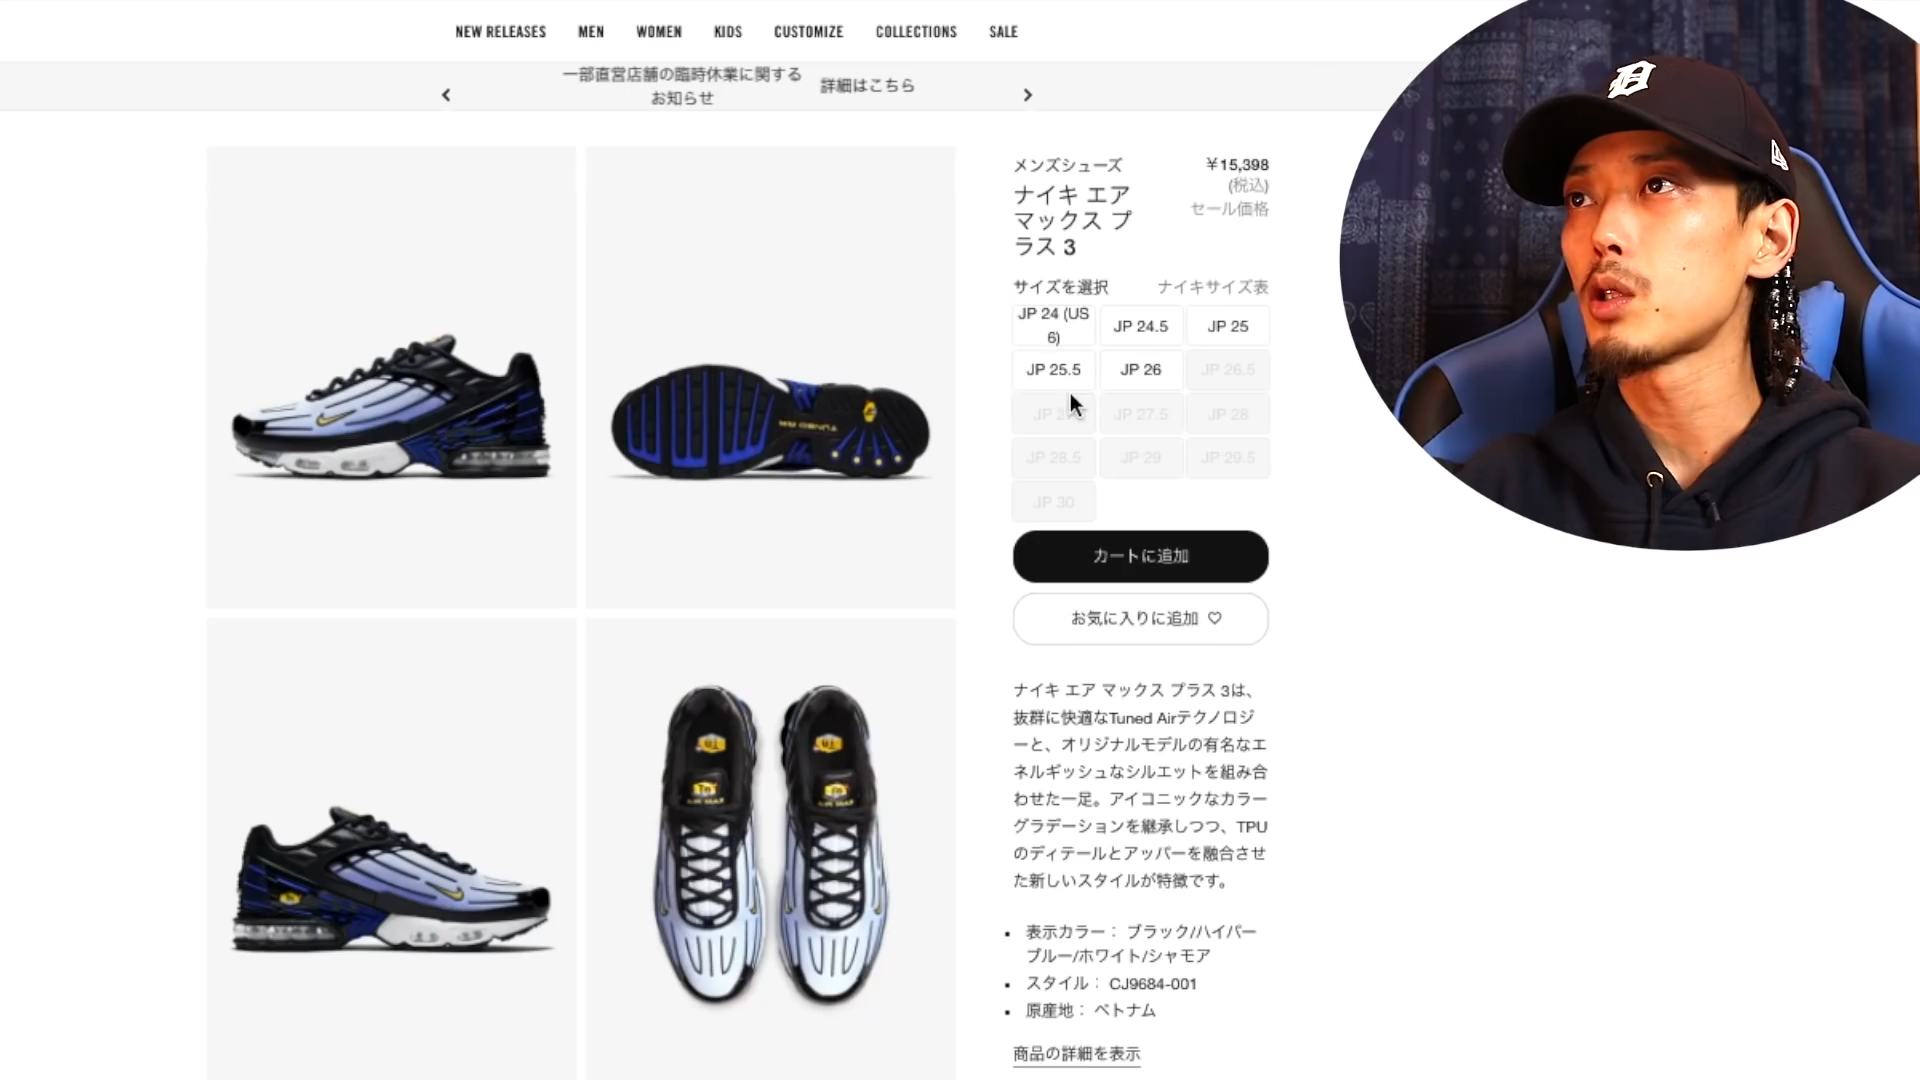 NEW RELEASES MEN WOMEN KIDS CUSTOMIZE COLLECTIONS SALE
一部直営店舗の臨時休業に関する
お知らせ
詳細はこちら
メンズシューズ
￥15,398
(税込)
セール価格
ナイキ エア
マックス プ
ラス 3
サイズを選択
ナイキサイズ表
JP 24 (US
6)
JP 24.5
JP 25
JP 25.5
JP 26
JP 26.5
JP 27.5
JP 28
JP 28.5
JP 29
JP 29.5
JP 30
カートに追加
お気に入りに追加
ナイキ エア マックス プラス 3は、
抜群に快適なTuned Airテクノロジ
ーと、オリジナルモデルの有名なエ
ネルギッシュなシルエットを組み合
わせた一足。アイコニックなカラー
グラデーションを継承しつつ、TPU
のディテールとアッパーを融合させ
た新しいスタイルが特徴です。
表示カラー： ブラック/ハイパー
ブルー/ホワイト/シャモア
スタイル： CJ9684-001
原産地： ベトナム
商品の詳細を表示